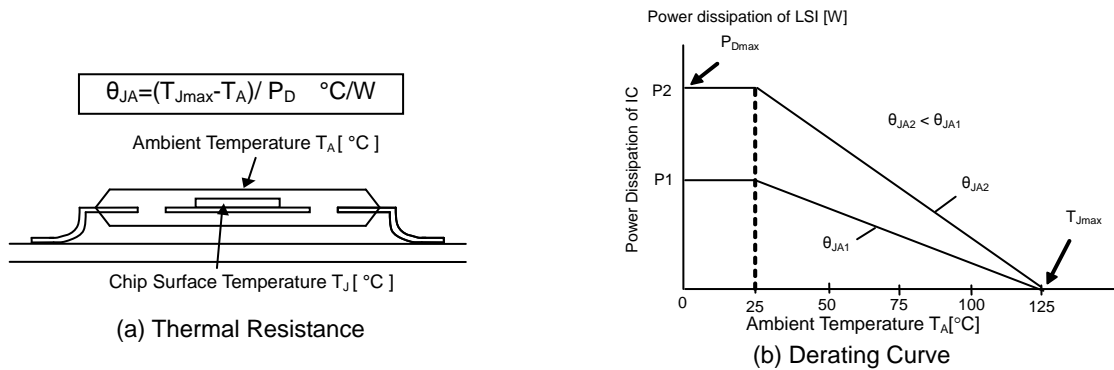 θJA=(TJmax-TA)/ PD °C/W
Ambient Temperature TA[ °C ]
Chip Surface Temperature TJ[ °C ]
(a) Thermal Resistance
Power dissipation of LSI [W]
PDmax
P2
P1
Power Dissipation of IC
θJA2 < θJA1
θJA2
θJA1
TJmax
0 25 50 75 100 125
Ambient Temperature TA[°C]
(b) Derating Curve